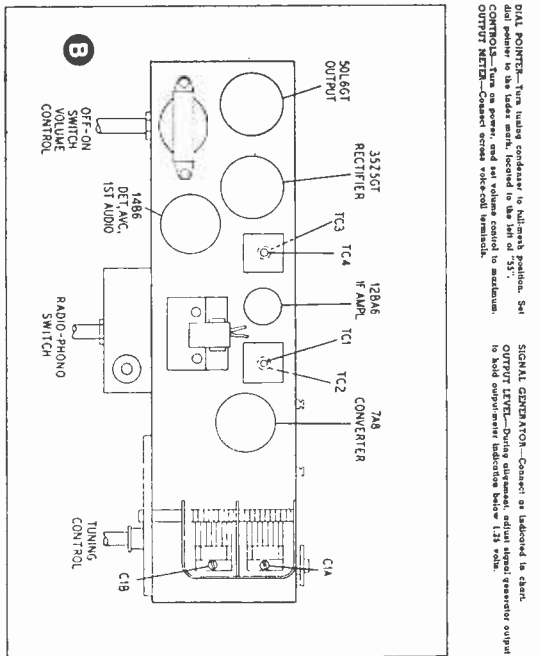 DIAL POINTER—Turn tuning condenser to full-mesh position. Set
dial pointer to the index mark, located to the left of "55".
CONTROLS—Turn on power, and set volume control to maximum.
OUTPUT METER—Connect across voice-coil terminals.
SIGNAL GENERATOR—Connect as indicated in chart.
OUTPUT LEVEL—During alignment, adjust signal generator output
to hold output-meter indication below 1.25 volts.
50L6GT
OUTPUT
35Z5GT
RECTIFIER
TC3
TC4
12BA6
IF AMPL
TC1
TC2
7A8
CONVERTER
C1A
C1B
14B6
DET, AVC,
1ST AUDIO
OFF-ON
SWITCH
VOLUME
CONTROL
RADIO-PHONO
SWITCH
TUNING
CONTROL
B